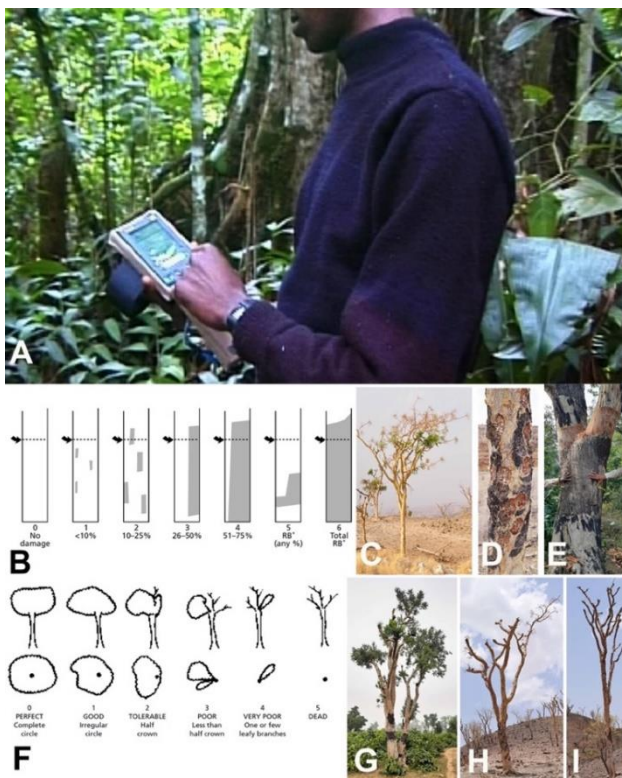 A
0
No
damage
1
<10%
2
10–25%
3
26–50%
4
51–75%
5
RB*
(any %)
6
Total
RB*
B
C
D
E
0
PERFECT
Complete
circle
1
GOOD
Irregular
circle
2
TOLERABLE
Half
crown
3
POOR
Less than
half crown
4
VERY POOR
One or few
leafy branches
5
DEAD
F
G
H
I